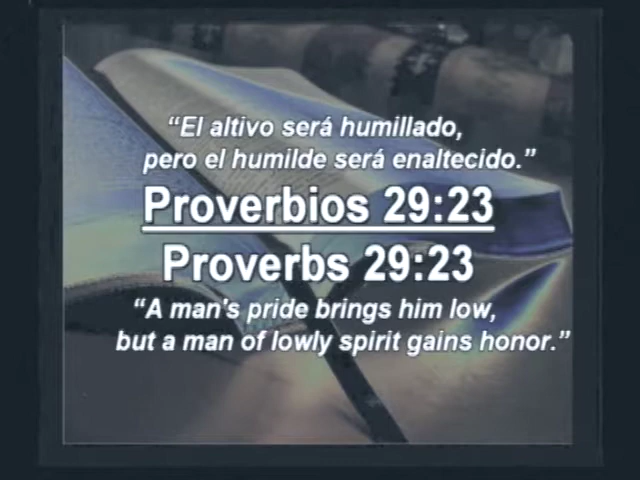 “El altivo será humillado,
pero el humilde será enaltecido.”
Proverbios 29:23
Proverbs 29:23
“A man's pride brings him low,
but a man of lowly spirit gains honor.”